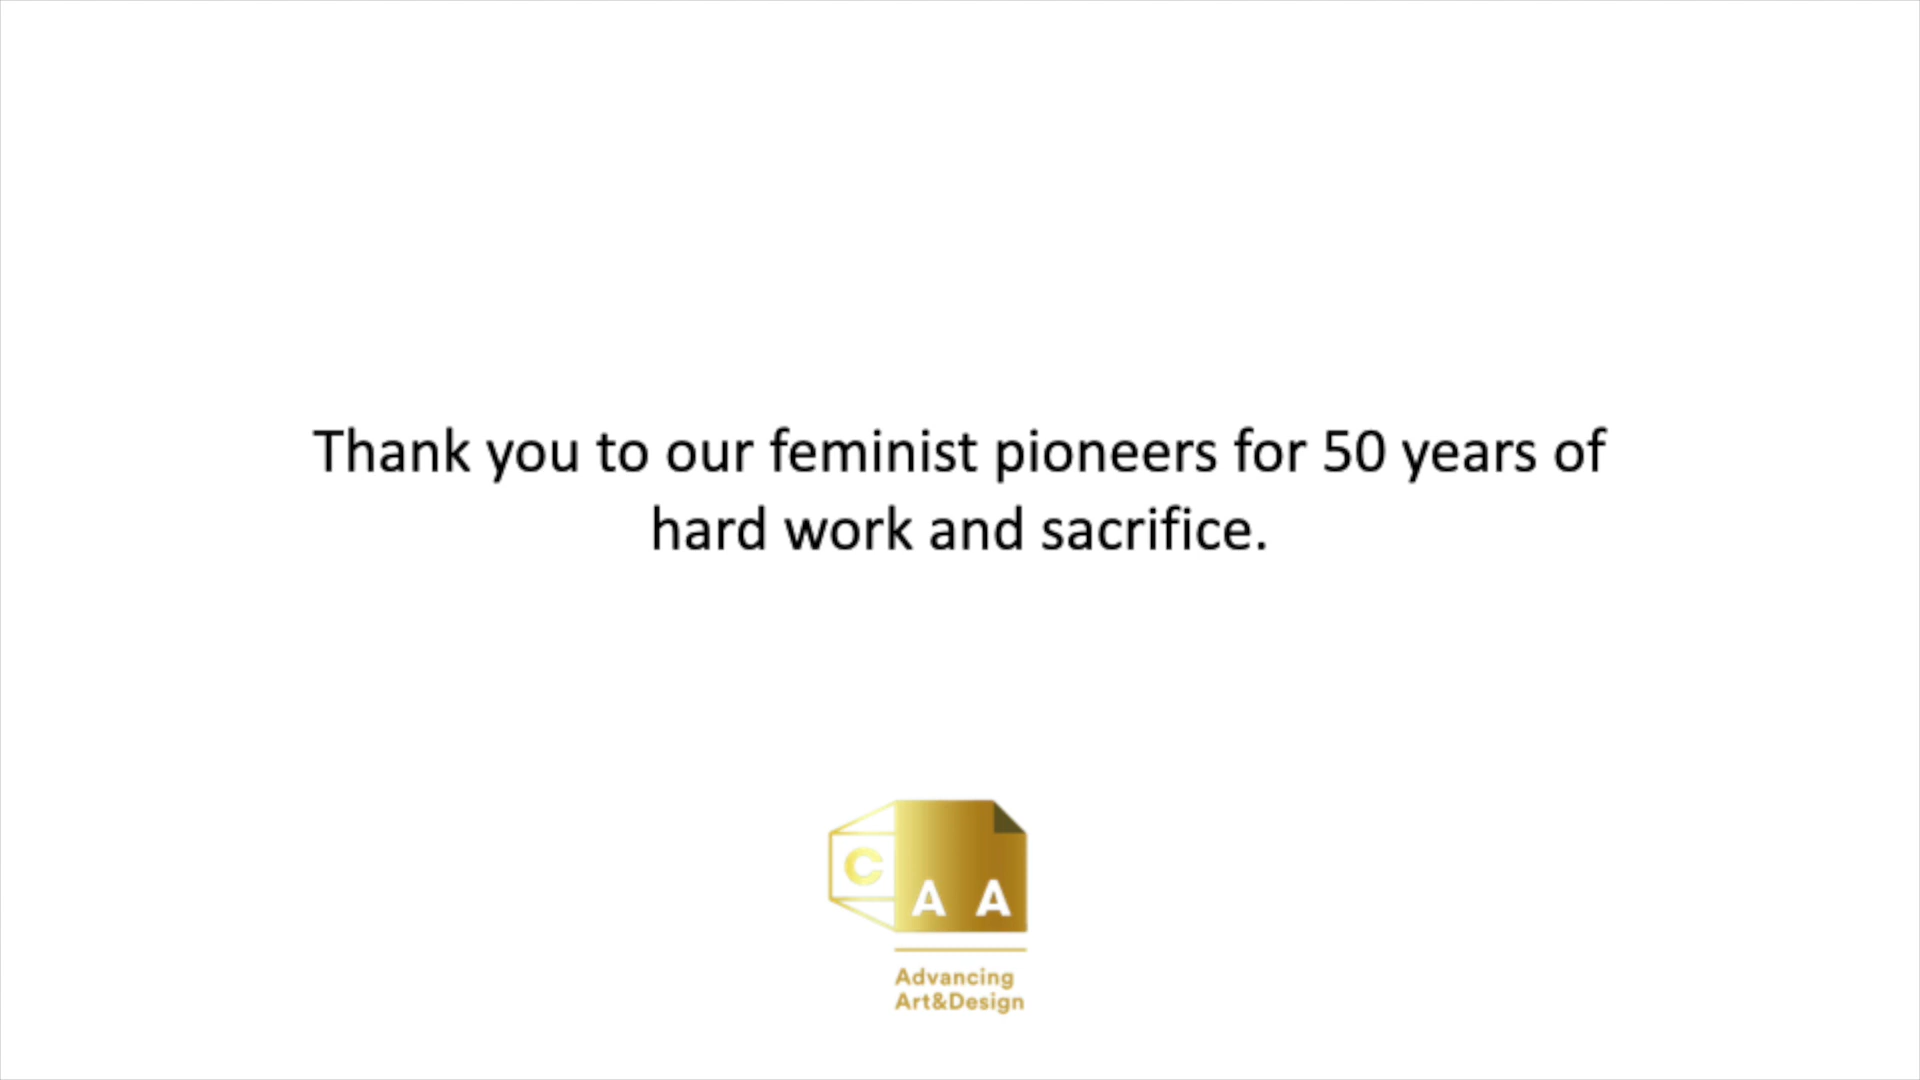 Thank you to our feminist pioneers for 50 years of
hard work and sacrifice.
C A A
Advancing
Art&Design